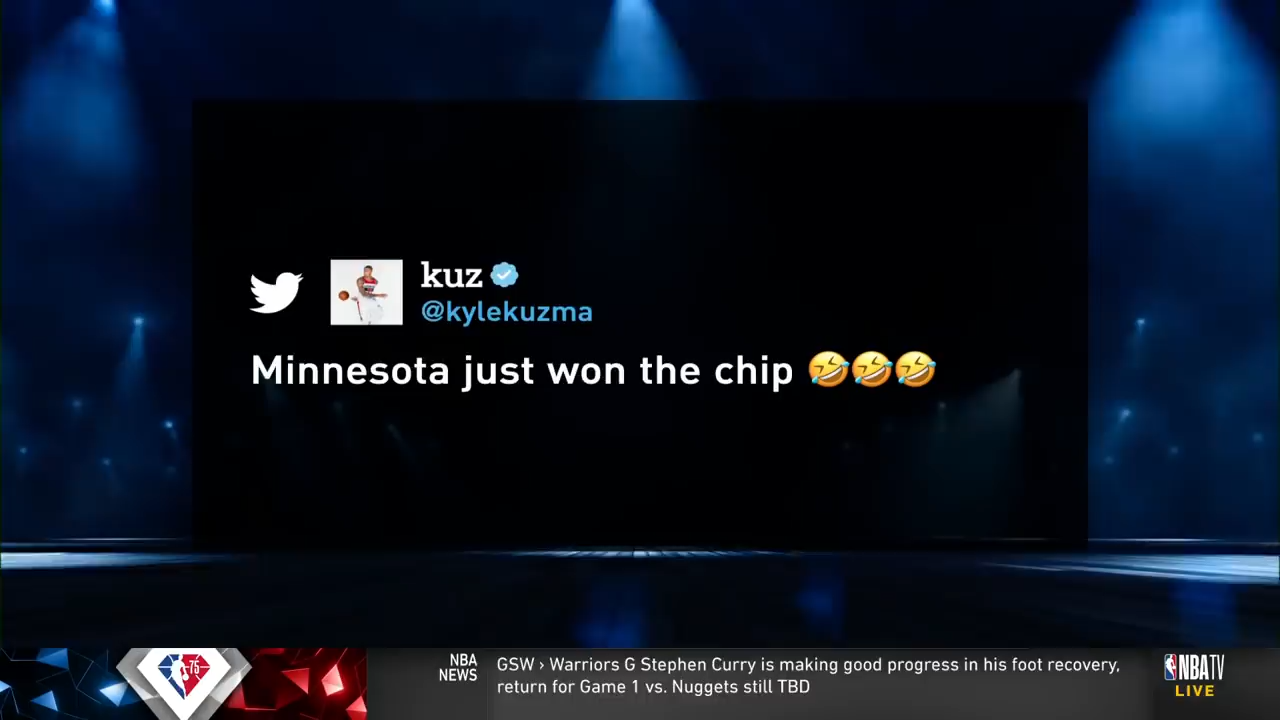 kuz
@kylekuzma
Minnesota just won the chip 🤣🤣🤣
75
NBA
NEWS
GSW › Warriors G Stephen Curry is making good progress in his foot recovery,
return for Game 1 vs. Nuggets still TBD
NBA TV
LIVE